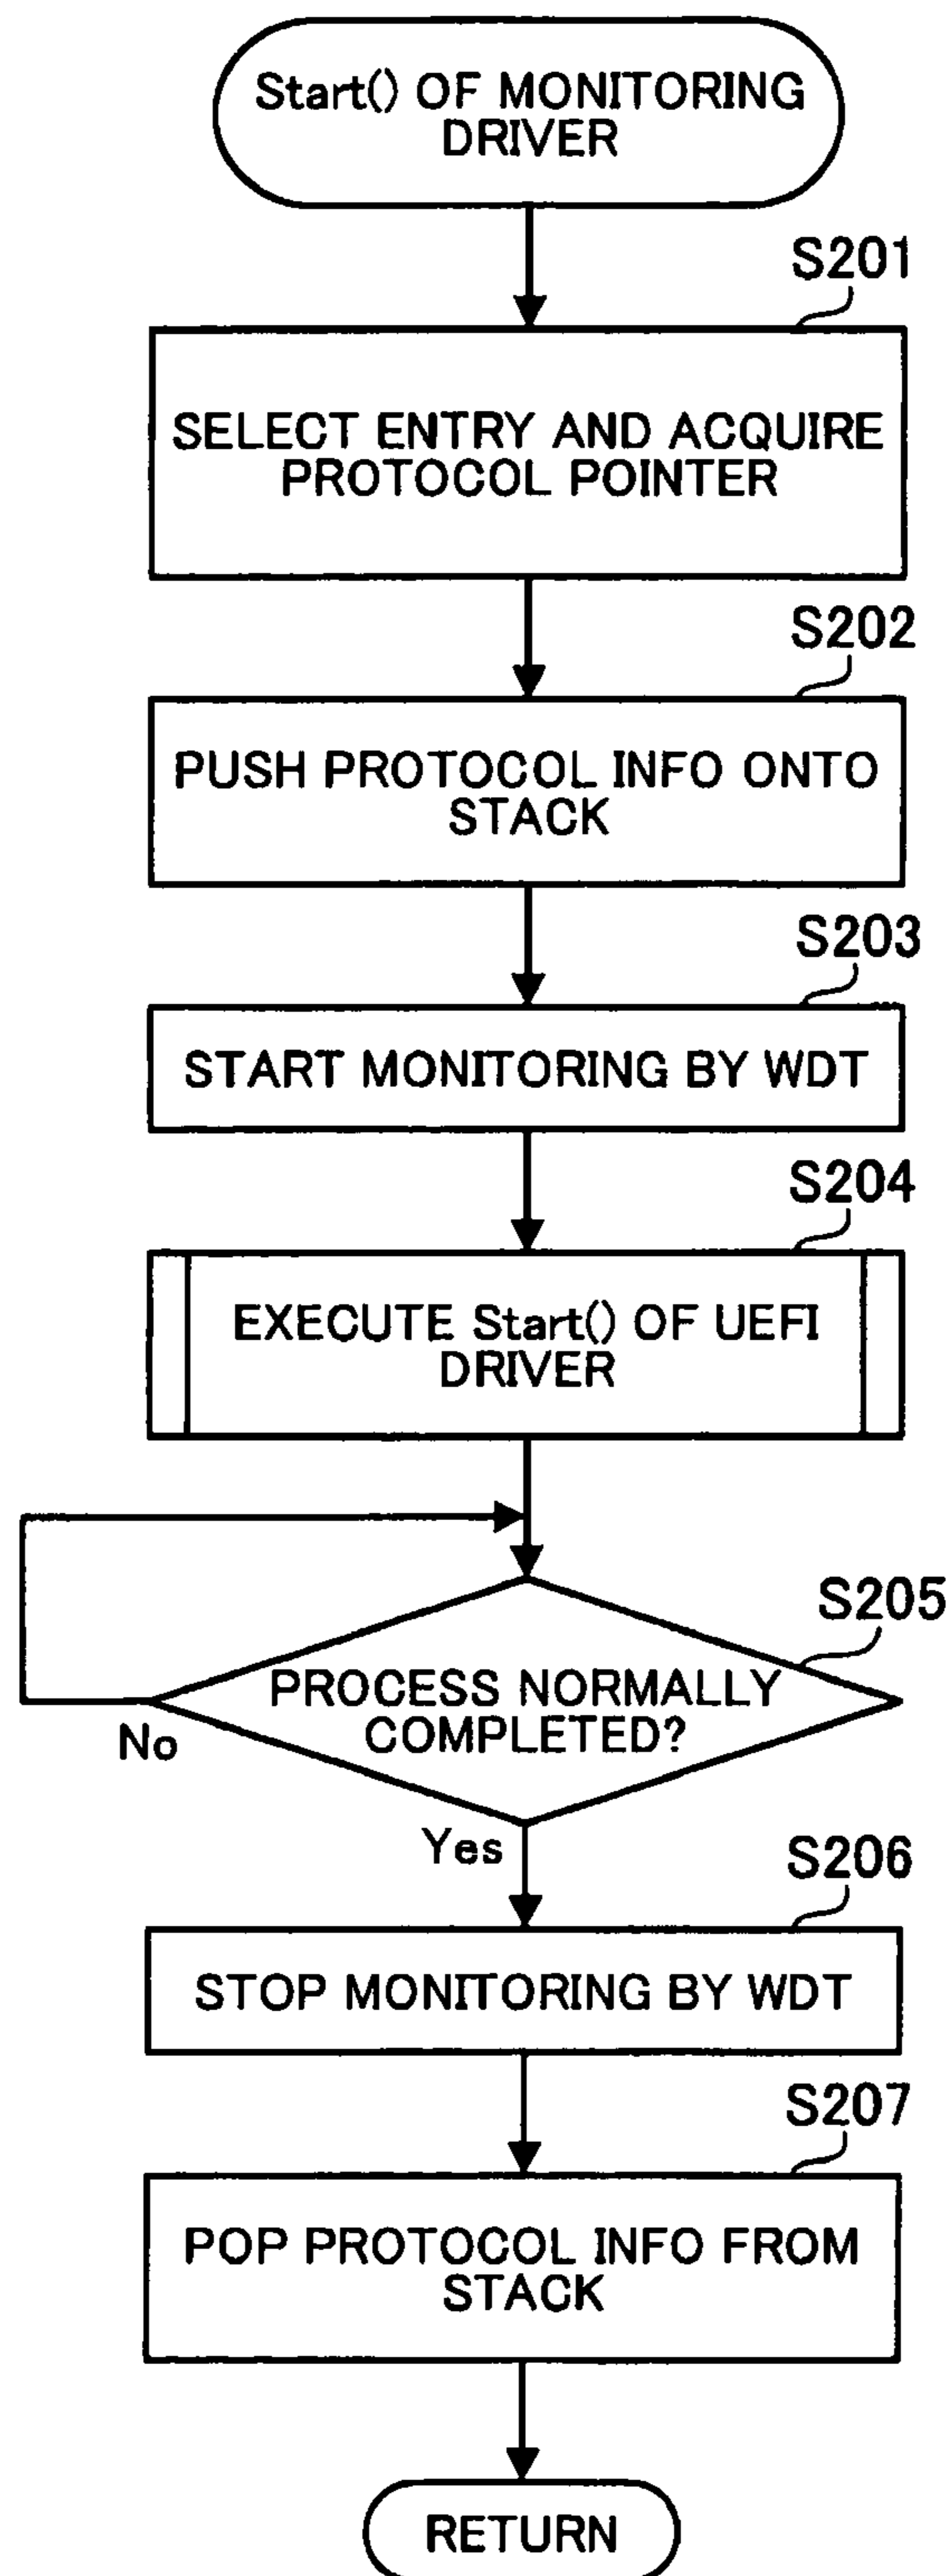 Start() OF MONITORING
DRIVER
S201
SELECT ENTRY AND ACQUIRE
PROTOCOL POINTER
S202
PUSH PROTOCOL INFO ONTO
STACK
S203
START MONITORING BY WDT
S204
EXECUTE Start() OF UEFI
DRIVER
S205
PROCESS NORMALLY
COMPLETED?
No
Yes
S206
STOP MONITORING BY WDT
S207
POP PROTOCOL INFO FROM
STACK
RETURN